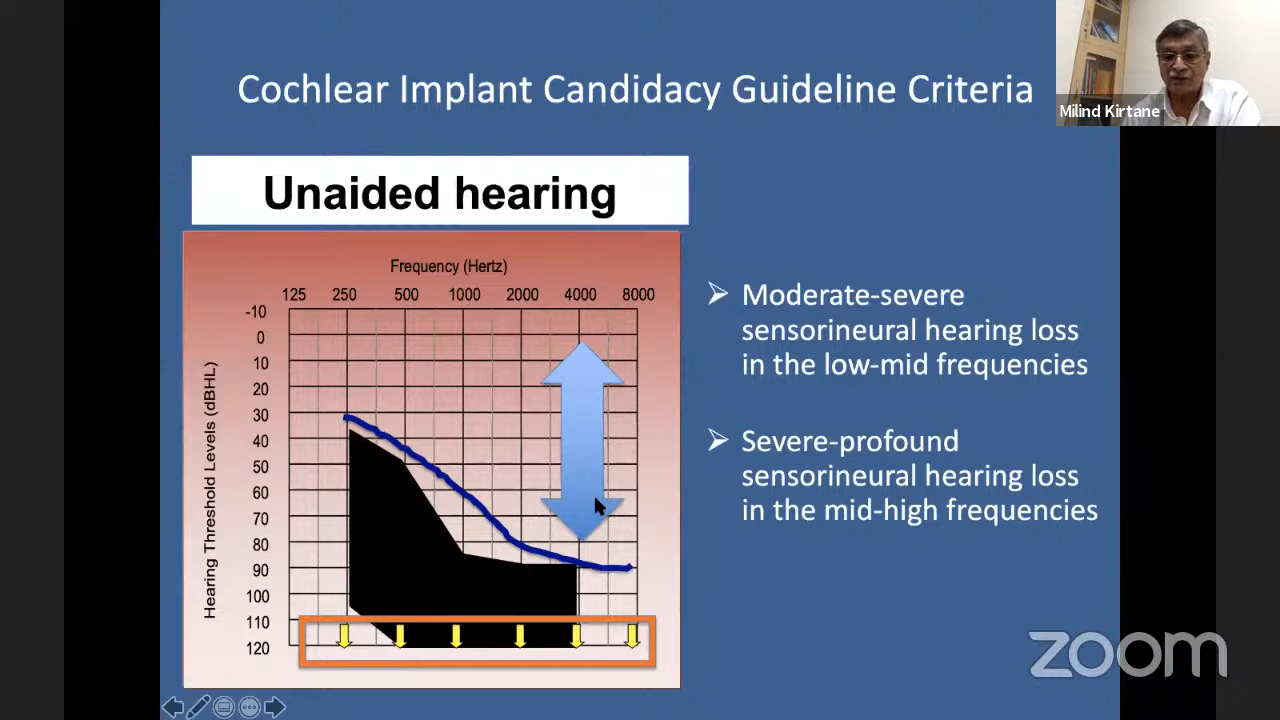 Cochlear Implant Candidacy Guideline Criteria
Milind Kirtane
Unaided hearing
Frequency (Hertz)
125 250 500 1000 2000 4000 8000
-10
0
10
20
30
40
50
60
70
80
90
100
110
120
Hearing Threshold Levels (dBHL)
Moderate-severe
sensorineural hearing loss
in the low-mid frequencies
Severe-profound
sensorineural hearing loss
in the mid-high frequencies
zoom